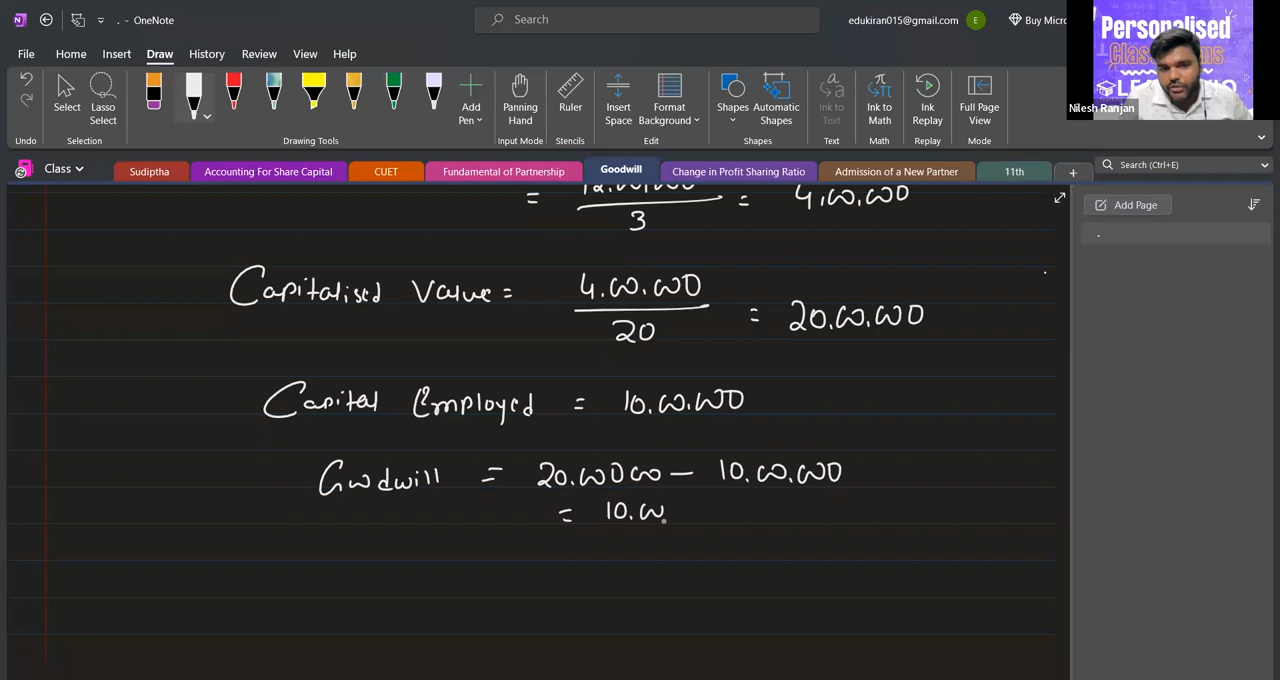 . - OneNote
Search
edukiran015@gmail.com E
Buy Micro
File Home Insert Draw History Review View Help
Undo
Select
Lasso Select
Add Pen
Panning Hand
Ruler
Insert Space
Format Background
Shapes
Automatic Shapes
Ink to Text
Ink to Math
Ink Replay
Full Page View
Selection
Drawing Tools
Input Mode
Stencils
Edit
Shapes
Convert
Replay
Mode
Personalised
Nilesh Ranjan
Class
Sudiptha
Accounting For Share Capital
CUET
Fundamental of Partnership
Goodwill
Change in Profit Sharing Ratio
Admission of a New Partner
11th
+
Search (Ctrl+E)
Add Page
.
= 12.00.000 / 3 = 4.00.000
Capitalised Value = 4.00.000 / 20 = 20.00.000
Capital Employed = 10.00.000
Goodwill = 20.00000 - 10.00.000
= 10.00